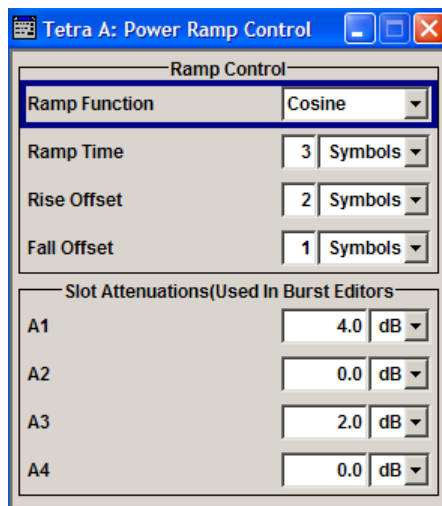 Tetra A: Power Ramp Control
Ramp Control
Ramp Function Cosine
Ramp Time 3 Symbols
Rise Offset 2 Symbols
Fall Offset 1 Symbols
Slot Attenuations(Used In Burst Editors
A1 4.0 dB
A2 0.0 dB
A3 2.0 dB
A4 0.0 dB